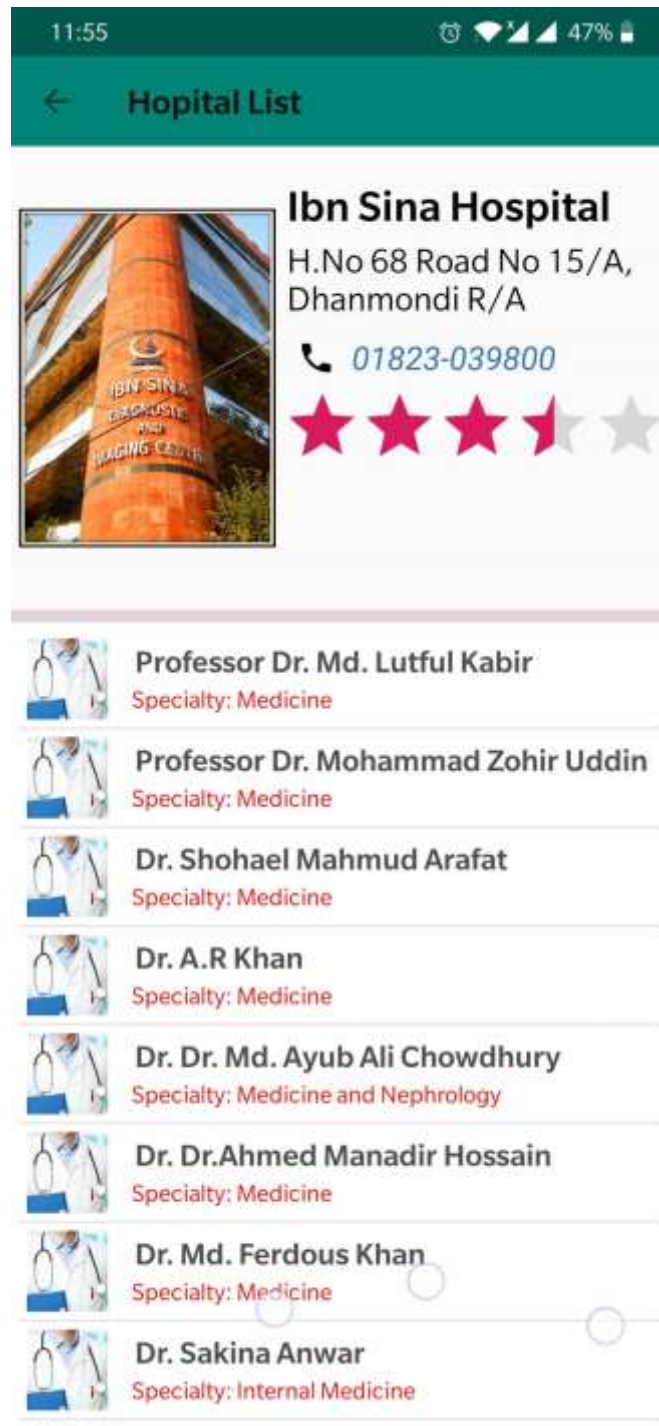 11:55
47%
Hopital List
Ibn Sina Hospital
H.No 68 Road No 15/A,
Dhanmondi R/A
01823-039800
IBN SINA
DIAGNOSTIC
AND
IMAGING CENTRE
Professor Dr. Md. Lutful Kabir
Specialty: Medicine
Professor Dr. Mohammad Zohir Uddin
Specialty: Medicine
Dr. Shohael Mahmud Arafat
Specialty: Medicine
Dr. A.R Khan
Specialty: Medicine
Dr. Dr. Md. Ayub Ali Chowdhury
Specialty: Medicine and Nephrology
Dr. Dr.Ahmed Manadir Hossain
Specialty: Medicine
Dr. Md. Ferdous Khan
Specialty: Medicine
Dr. Sakina Anwar
Specialty: Internal Medicine